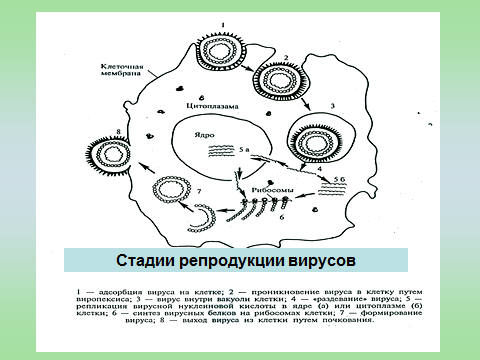 1
Клеточная
мембрана
2
Цитоплазма
3
8
Ядро
5 а
4
7
Рибосомы
5 б
6
Стадии репродукции вирусов
1 — адсорбция вируса на клетке; 2 — проникновение вируса в клетку путем
виропексиса; 3 — вирус внутри вакуоли клетки; 4 — «раздевание» вируса; 5 —
репликация вирусной нуклеиновой кислоты в ядре (а) или цитоплазме (б)
клетки; 6 — синтез вирусных белков на рибосомах клетки; 7 — формирование
вируса; 8 — выход вируса из клетки путем почкования.